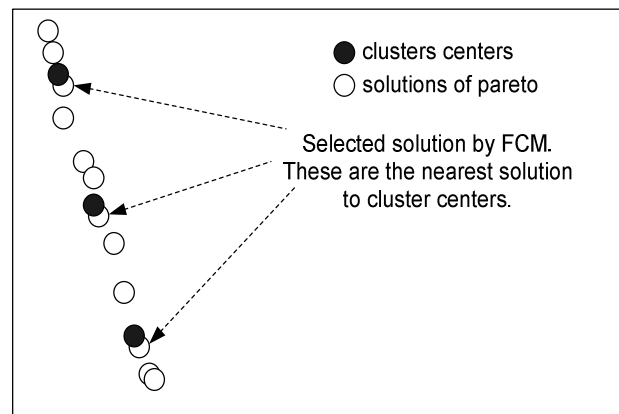 clusters centers
solutions of pareto
Selected solution by FCM.
These are the nearest solution
to cluster centers.